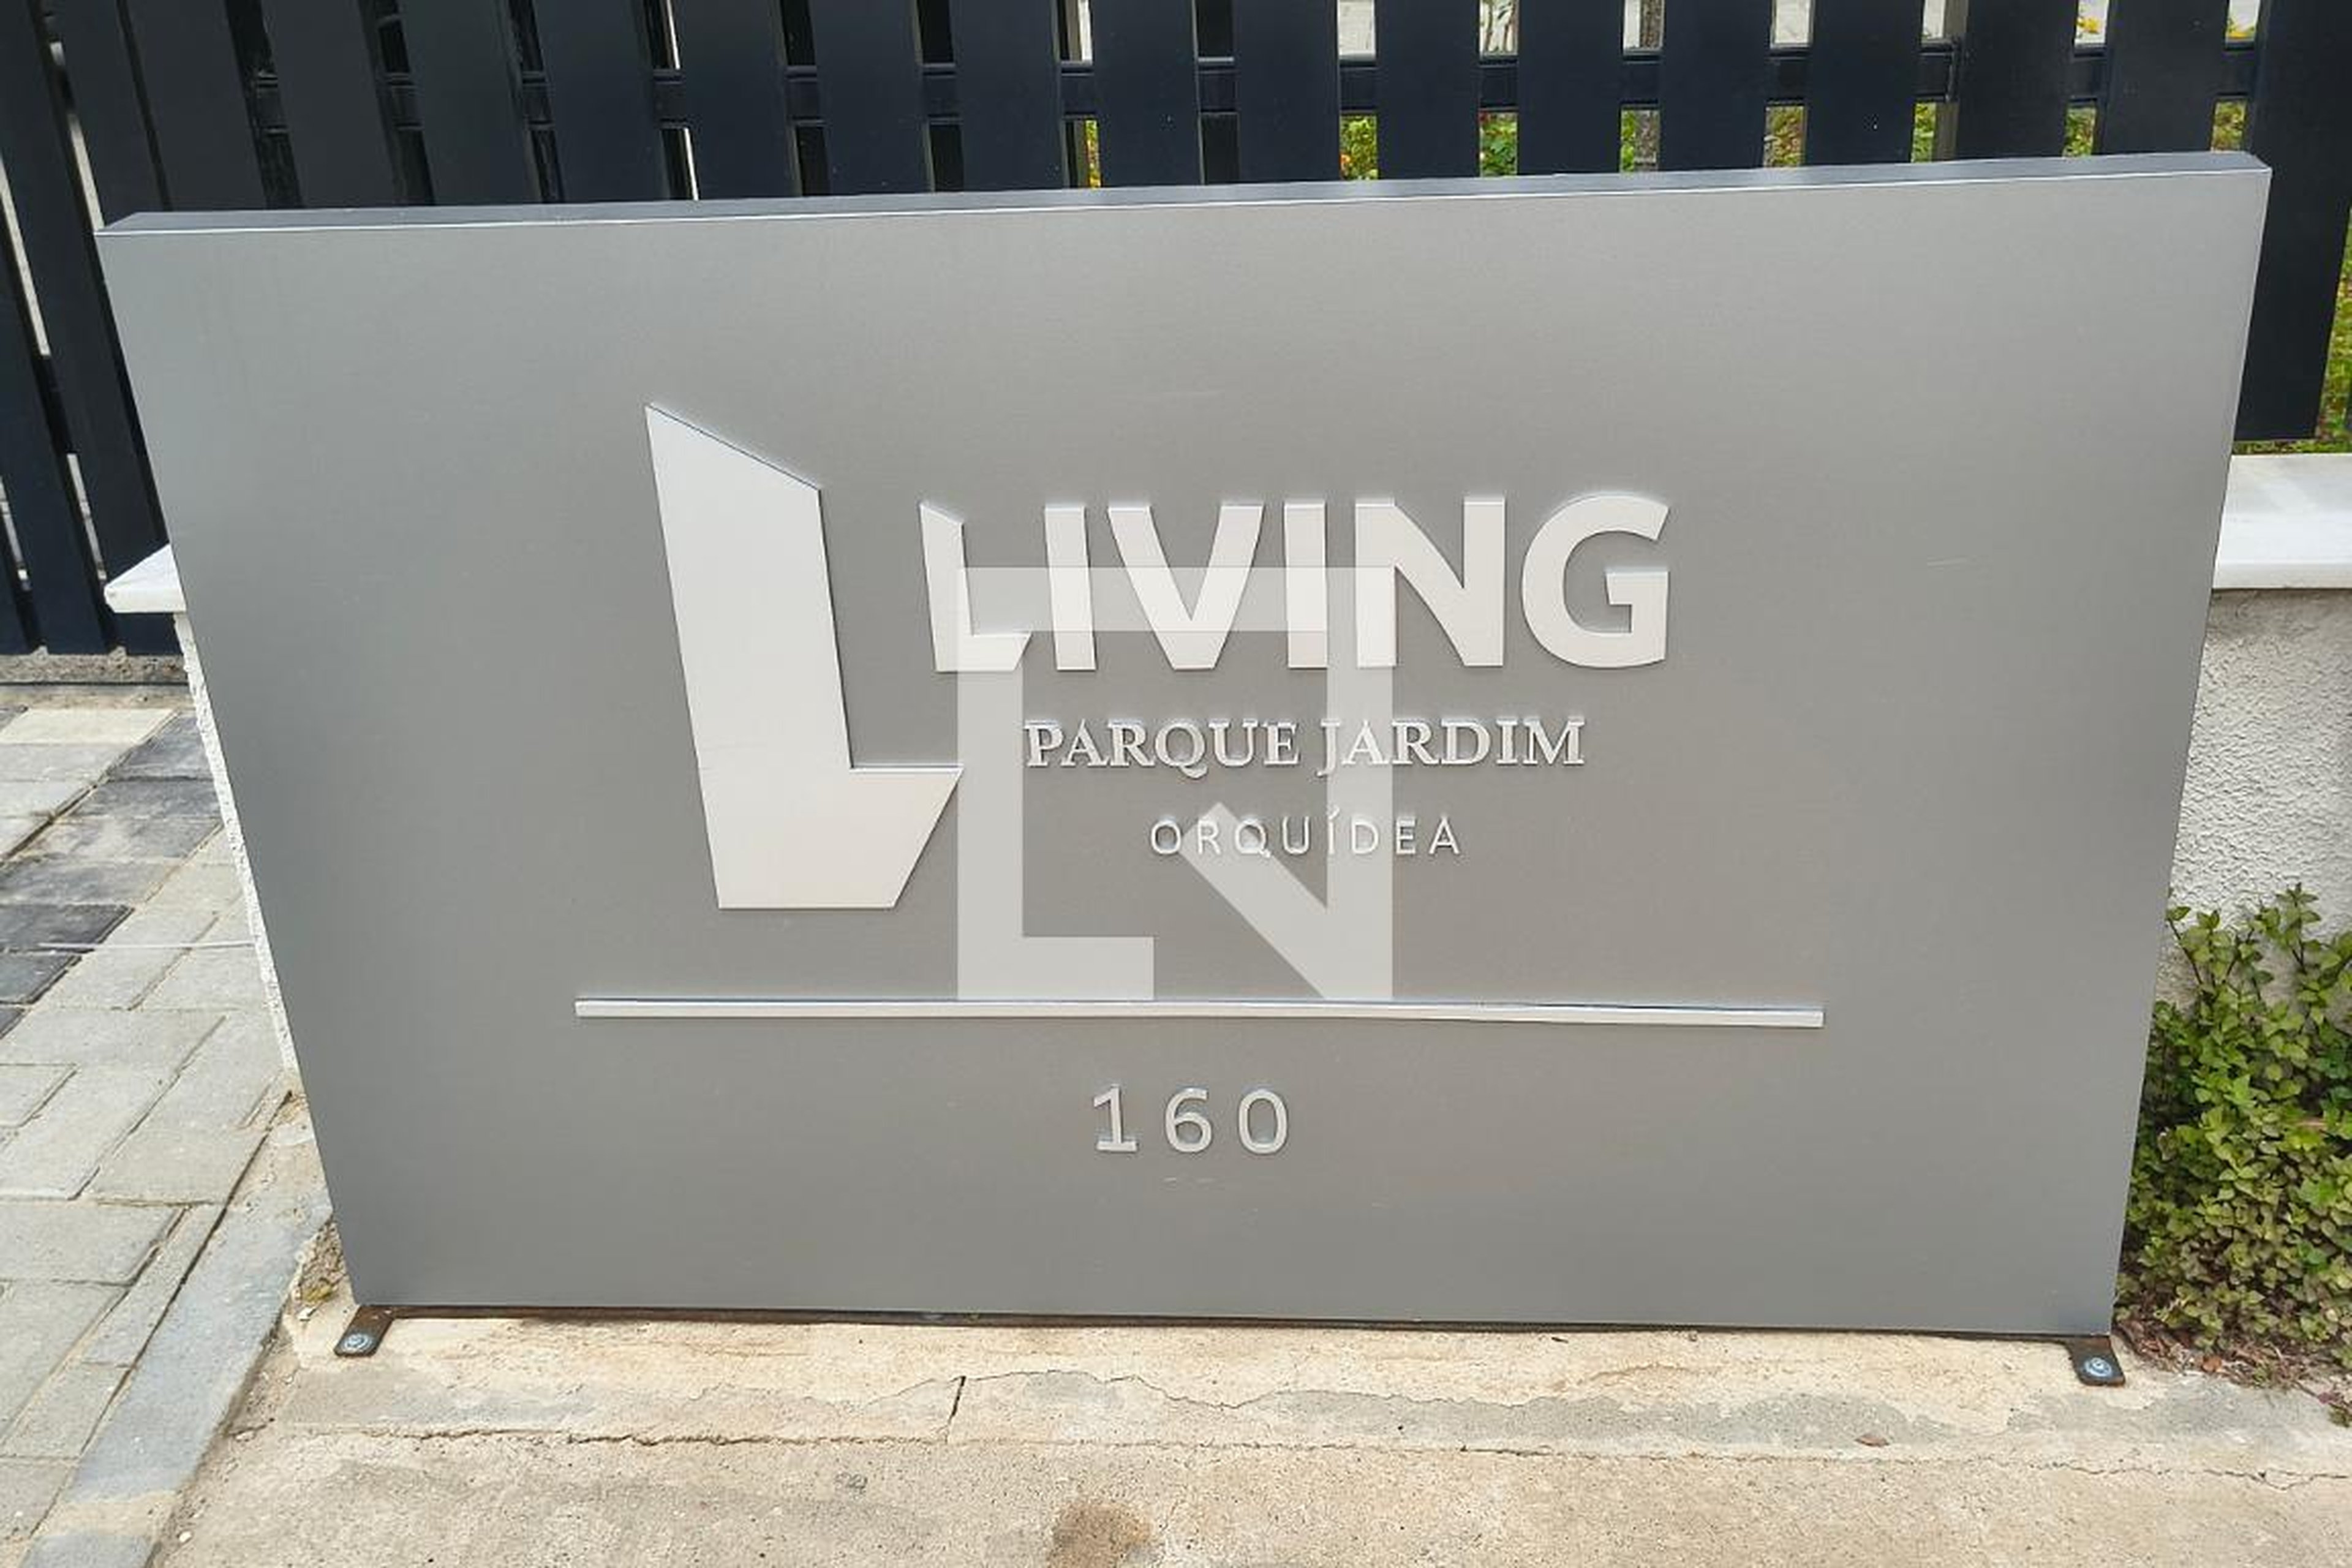 LIVING
PARQUE JARDIM
ORQUÍDEA
160